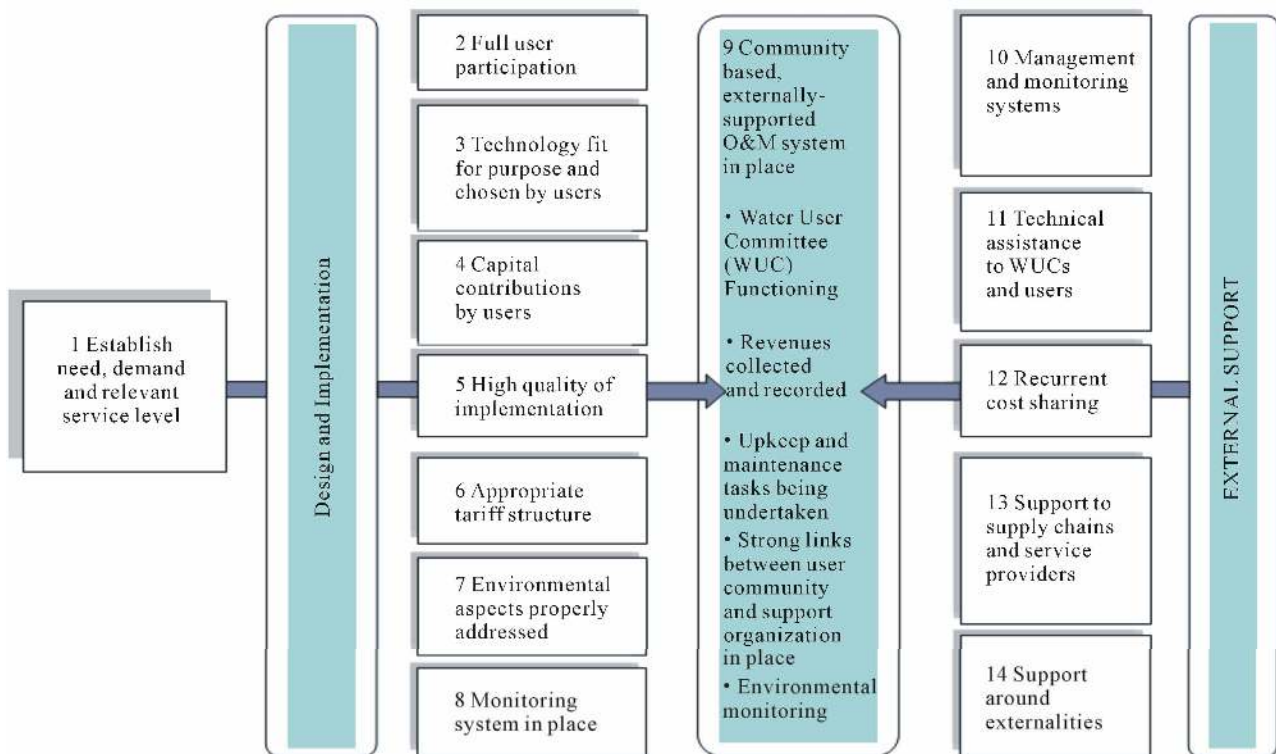 1 Establish
need, demand
and relevant
service level
Design and Implementation
2 Full user
participation
3 Technology fit
for purpose and
chosen by users
4 Capital
contributions
by users
5 High quality of
implementation
6 Appropriate
tariff structure
7 Environmental
aspects properly
addressed
8 Monitoring
system in place
9 Community
based,
externally-
supported
O&M system
in place
• Water User
Committee
(WUC)
Functioning
• Revenues
collected
and recorded
• Upkeep and
maintenance
tasks being
undertaken
• Strong links
between user
community
and support
organization
in place
• Environmental
monitoring
10 Management
and monitoring
systems
11 Technical
assistance
to WUCs
and users
12 Recurrent
cost sharing
13 Support to
supply chains
and service
providers
14 Support
around
externalities
EXTERNAL SUPPORT